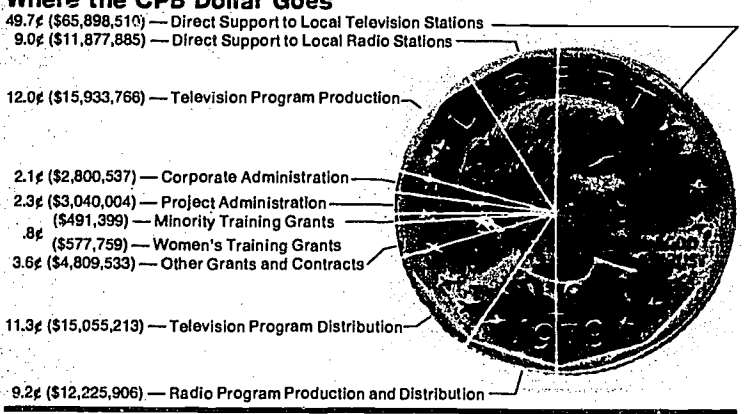 Where the CPB Dollar Goes
49.7¢ ($65,898,510) — Direct Support to Local Television Stations
9.0¢ ($11,877,885) — Direct Support to Local Radio Stations
12.0¢ ($15,933,766) — Television Program Production
2.1¢ ($2,800,537) — Corporate Administration
2.3¢ ($3,040,004) — Project Administration
($491,399) — Minority Training Grants
.8¢
($577,759) — Women's Training Grants
3.6¢ ($4,809,533) — Other Grants and Contracts
11.3¢ ($15,055,213) — Television Program Distribution
9.2¢ ($12,225,906) — Radio Program Production and Distribution
LIBERTY
1979